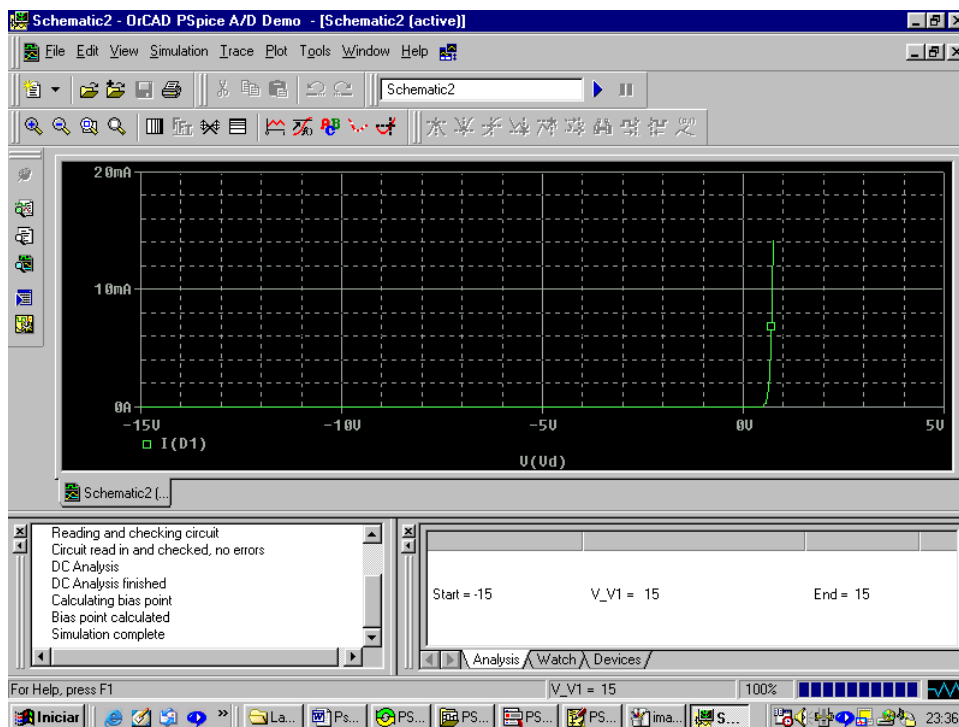 Schematic2 - OrCAD PSpice A/D Demo - [Schematic2 (active)]
File Edit View Simulation Trace Plot Tools Window Help
Schematic2
20mA
10mA
0A
-15V -10V -5V 0V 5V
I(D1)
V(Vd)
Schematic2 (...
Reading and checking circuit
Circuit read in and checked, no errors
DC Analysis
DC Analysis finished
Calculating bias point
Bias point calculated
Simulation complete
Start = -15 V_V1 = 15 End = 15
Analysis Watch Devices
For Help, press F1 V_V1 = 15 100%
Iniciar » La... Ps... PS... PS... PS... PS... ima... S... 23:36